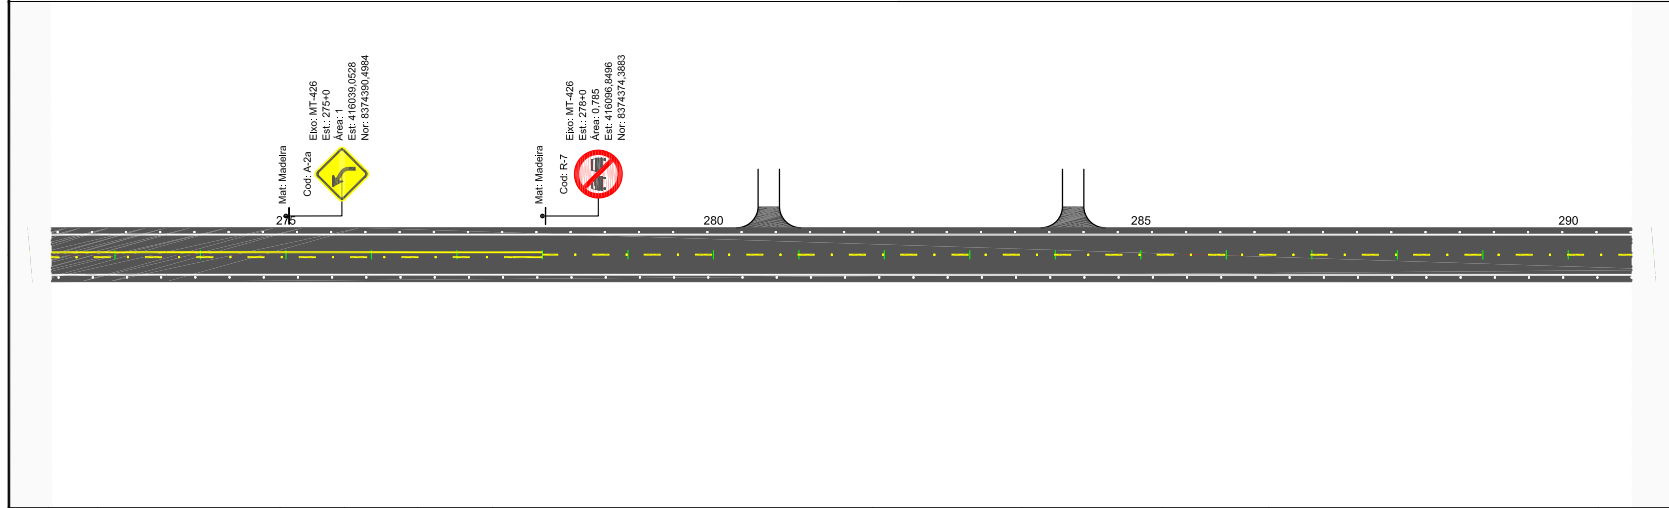 Mat: Madeira
Cod: A-2a
Eixo: MT-426
Est.: 275+0
Área: 1
Est: 416039,0528
Nor: 8374390,4984
Mat: Madeira
Cod: R-7
Eixo: MT-426
Est.: 278+0
Área: 0,785
Est: 416096,8496
Nor: 8374374,3883
275
280
285
290